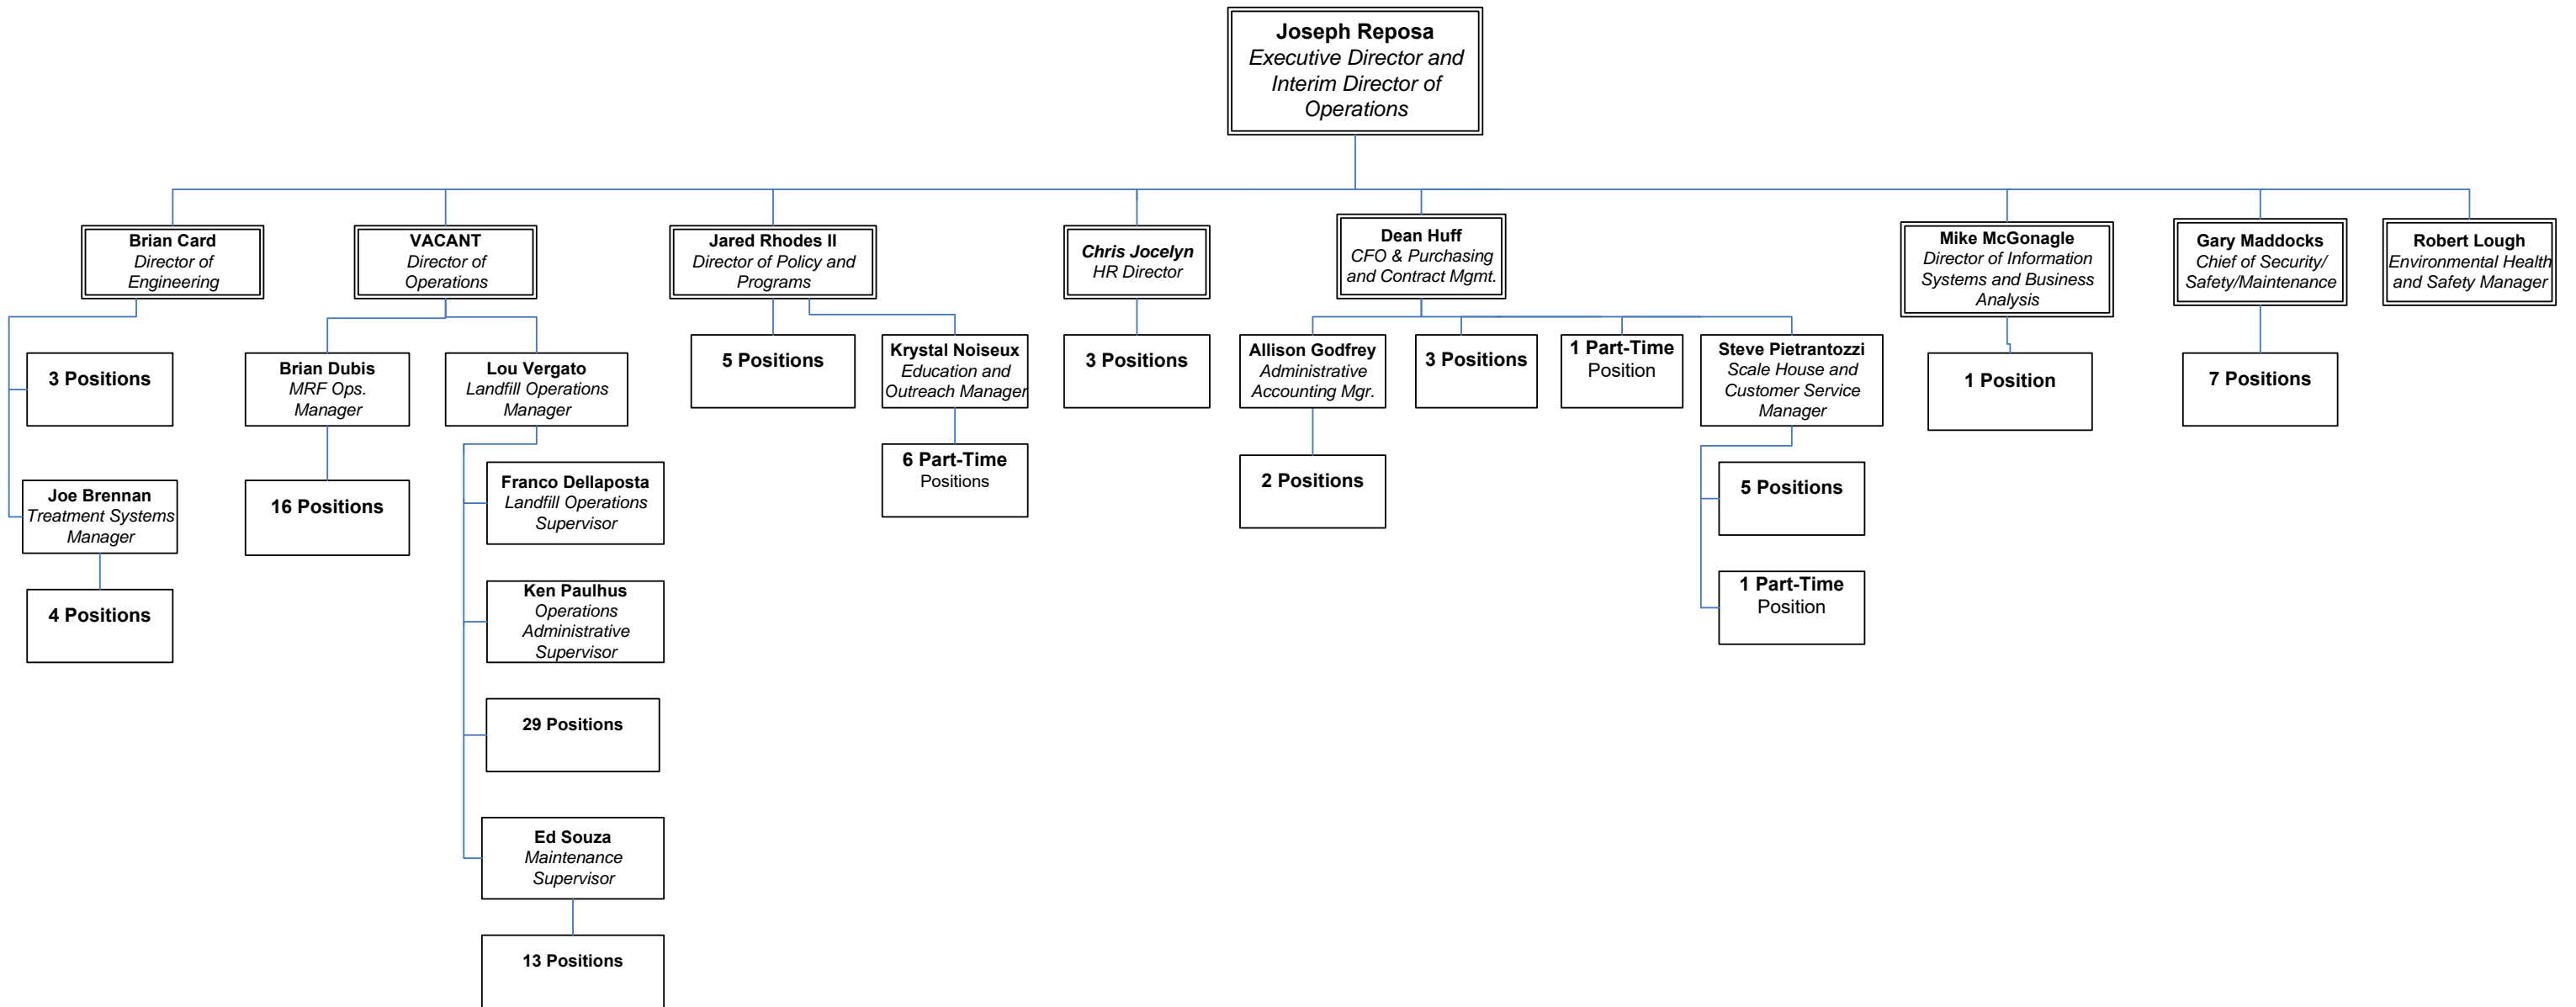 Joseph Reposa
Executive Director and
Interim Director of
Operations
Brian Card
Director of
Engineering
VACANT
Director of
Operations
Jared Rhodes II
Director of Policy and
Programs
Chris Jocelyn
HR Director
Dean Huff
CFO & Purchasing
and Contract Mgmt.
Mike McGonagle
Director of Information
Systems and Business
Analysis
Gary Maddocks
Chief of Security/
Safety/Maintenance
Robert Lough
Environmental Health
and Safety Manager
3 Positions
Brian Dubis
MRF Ops.
Manager
Lou Vergato
Landfill Operations
Manager
5 Positions
Krystal Noiseux
Education and
Outreach Manager
3 Positions
Allison Godfrey
Administrative
Accounting Mgr.
3 Positions
1 Part-Time
Position
Steve Pietrantozzi
Scale House and
Customer Service
Manager
1 Position
7 Positions
Joe Brennan
Treatment Systems
Manager
16 Positions
Franco Dellaposta
Landfill Operations
Supervisor
6 Part-Time
Positions
2 Positions
5 Positions
4 Positions
Ken Paulhus
Operations
Administrative
Supervisor
1 Part-Time
Position
29 Positions
Ed Souza
Maintenance
Supervisor
13 Positions